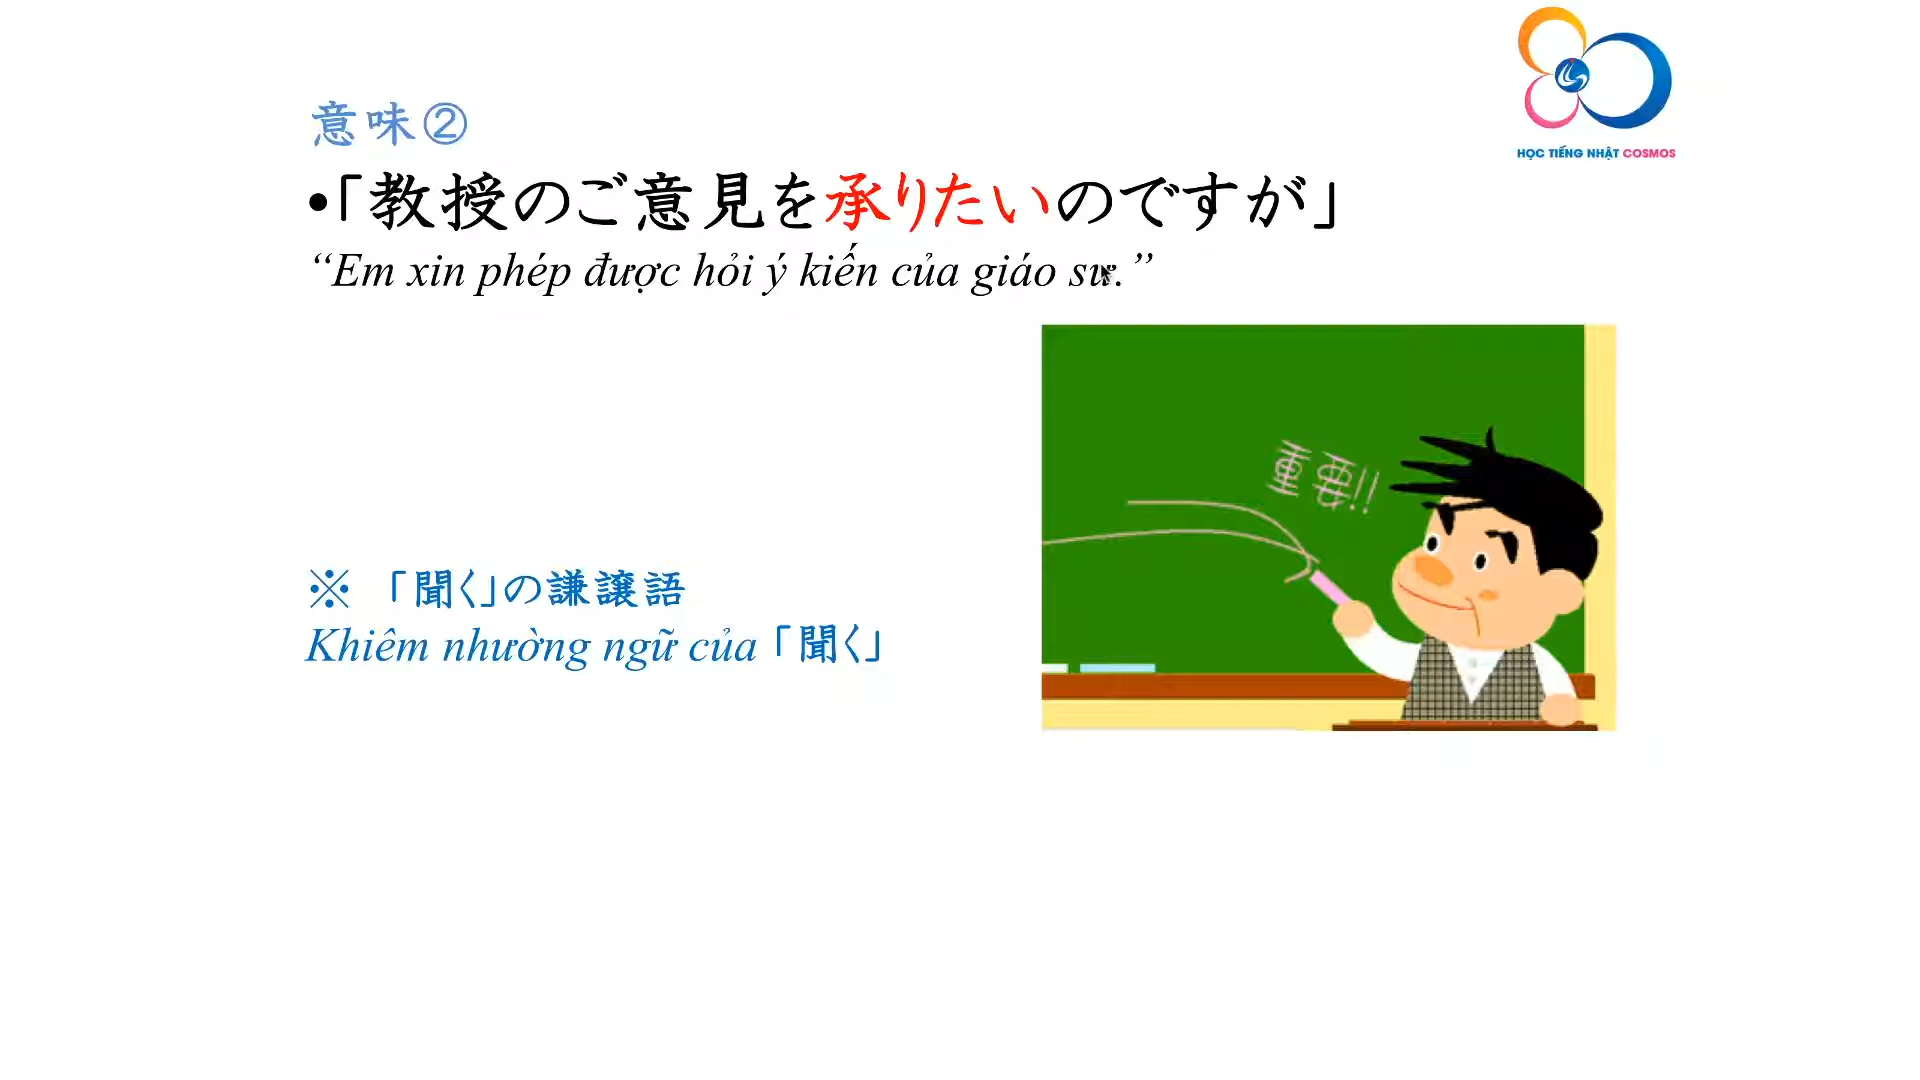 HỌC TIẾNG NHẬT COSMOS
意味②
•「教授のご意見を承りたいのですが」
“Em xin phép được hỏi ý kiến của giáo sư.”
重要!!
※ 「聞く」の謙譲語
Khiêm nhường ngữ của「聞く」